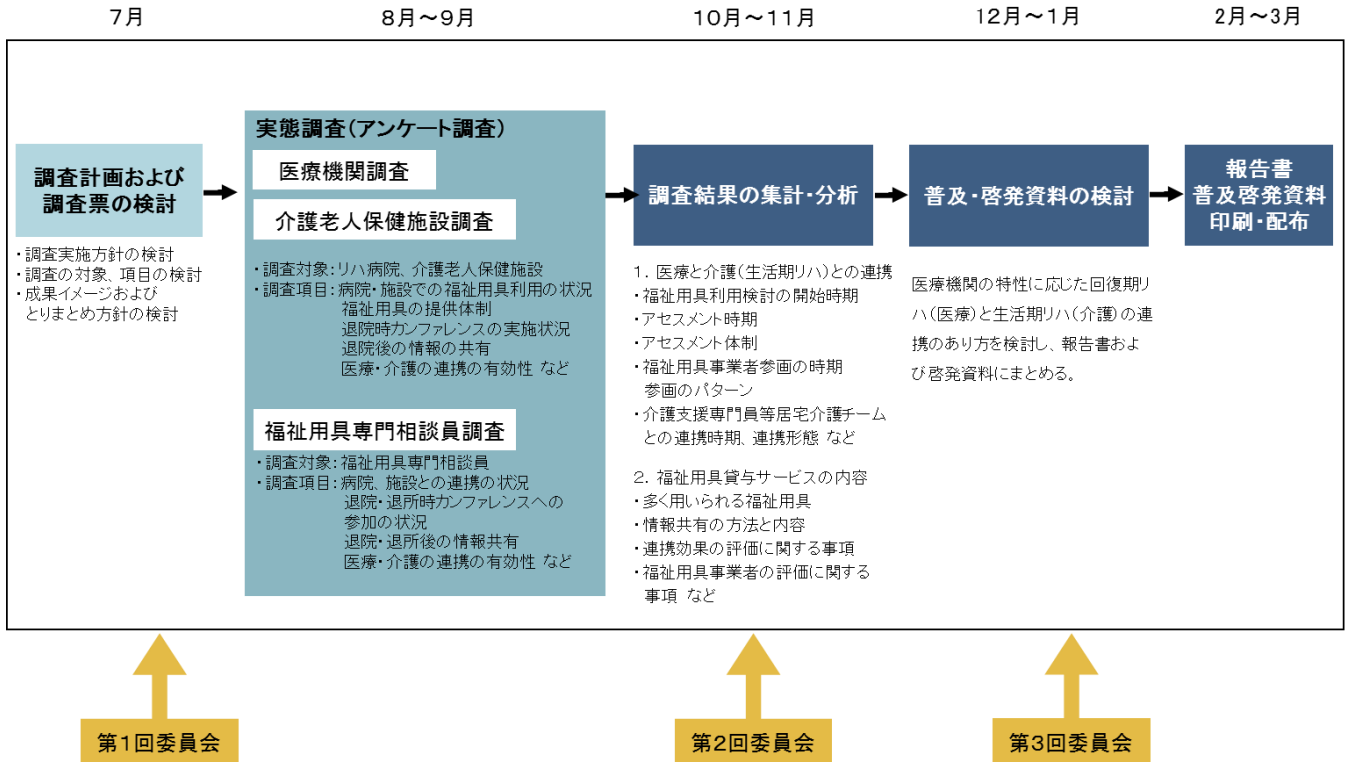 7月
8月～9月
10月～11月
12月～1月
2月～3月
調査計画および
調査票の検討
・調査実施方針の検討
・調査の対象、項目の検討
・成果イメージおよび
とりまとめ方針の検討
実態調査(アンケート調査)
医療機関調査
介護老人保健施設調査
・調査対象：リハ病院、介護老人保健施設
・調査項目：病院・施設での福祉用具利用の状況
福祉用具の提供体制
退院時カンファレンスの実施状況
退院後の情報の共有
医療・介護の連携の有効性 など
福祉用具専門相談員調査
・調査対象：福祉用具専門相談員
・調査項目：病院、施設との連携の状況
退院・退所時カンファレンスへの
参加の状況
退院・退所後の情報共有
医療・介護の連携の有効性 など
調査結果の集計・分析
1．医療と介護(生活期リハ)との連携
・福祉用具利用検討の開始時期
・アセスメント時期
・アセスメント体制
・福祉用具事業者参画の時期
参画のパターン
・介護支援専門員等居宅介護チーム
との連携時期、連携形態 など
2．福祉用具貸与サービスの内容
・多く用いられる福祉用具
・情報共有の方法と内容
・連携効果の評価に関する事項
・福祉用具事業者の評価に関する
事項 など
普及・啓発資料の検討
医療機関の特性に応じた回復期リ
ハ(医療)と生活期リハ(介護)の連
携のあり方を検討し、報告書およ
び啓発資料にまとめる。
報告書
普及啓発資料
印刷・配布
第1回委員会
第2回委員会
第3回委員会